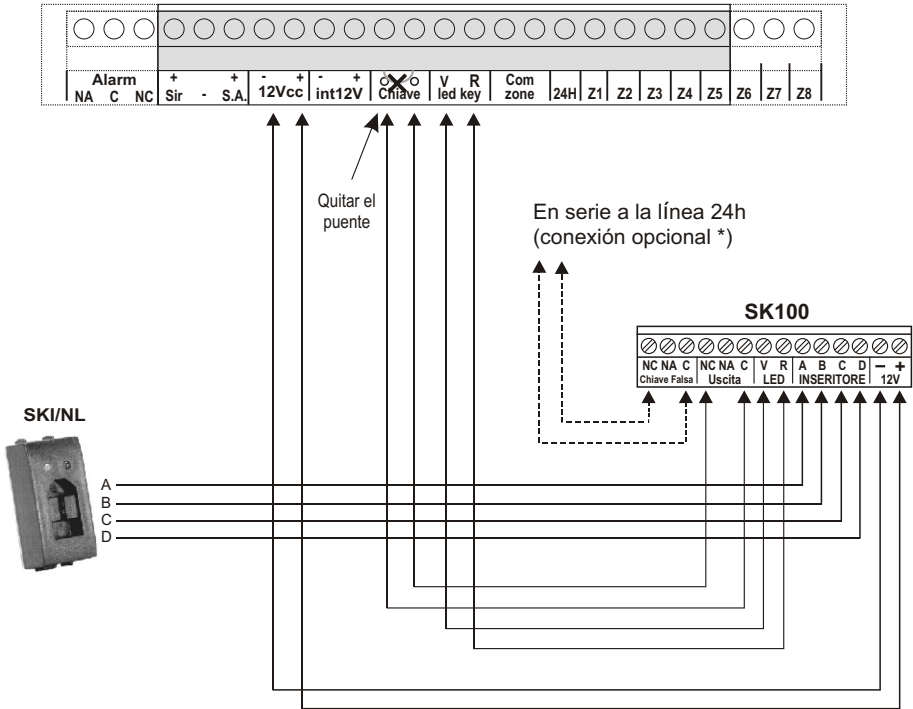 Alarm + + - + - + V R Com
NA C NC Sir - S.A. 12Vcc int12V Chiave led key zone 24H Z1 Z2 Z3 Z4 Z5 Z6 Z7 Z8
Quitar el
puente
En serie a la línea 24h
(conexión opcional *)
SK100
NC NA C NC NA C V R A B C D - +
Chiave Falsa Uscita LED INSERITORE 12V
SKI/NL
A
B
C
D